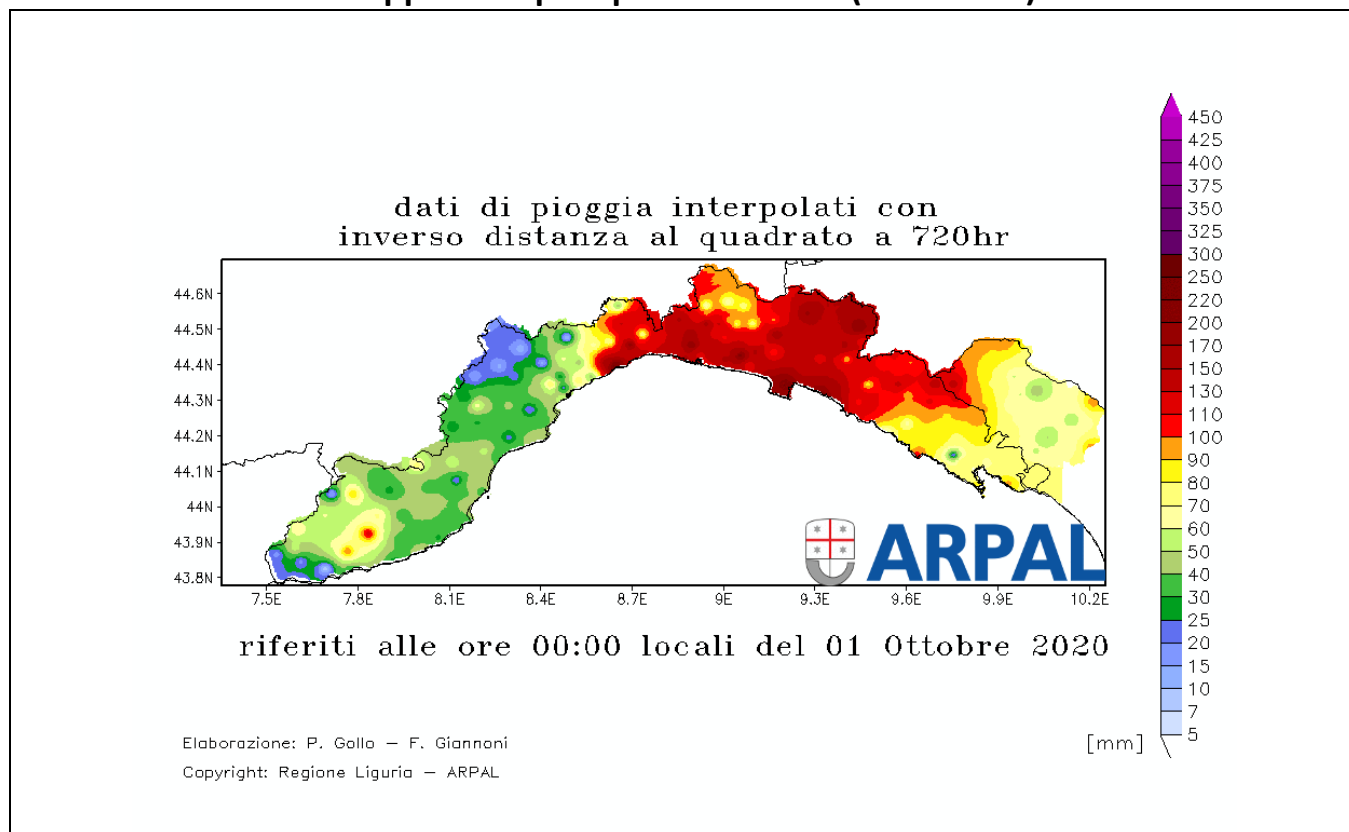 dati di pioggia interpolati con
inverso distanza al quadrato a 720hr
450
425
400
375
350
325
300
250
220
200
170
150
130
110
100
90
80
70
60
50
40
30
25
20
15
10
7
5
[mm]
44.6N
44.5N
44.4N
44.3N
44.2N
44.1N
44N
43.9N
43.8N
7.5E 7.8E 8.1E 8.4E 8.7E 9E 9.3E 9.6E 9.9E 10.2E
ARPAL
riferiti alle ore 00:00 locali del 01 Ottobre 2020
Elaborazione: P. Gollo – F. Giannoni
Copyright: Regione Liguria – ARPAL